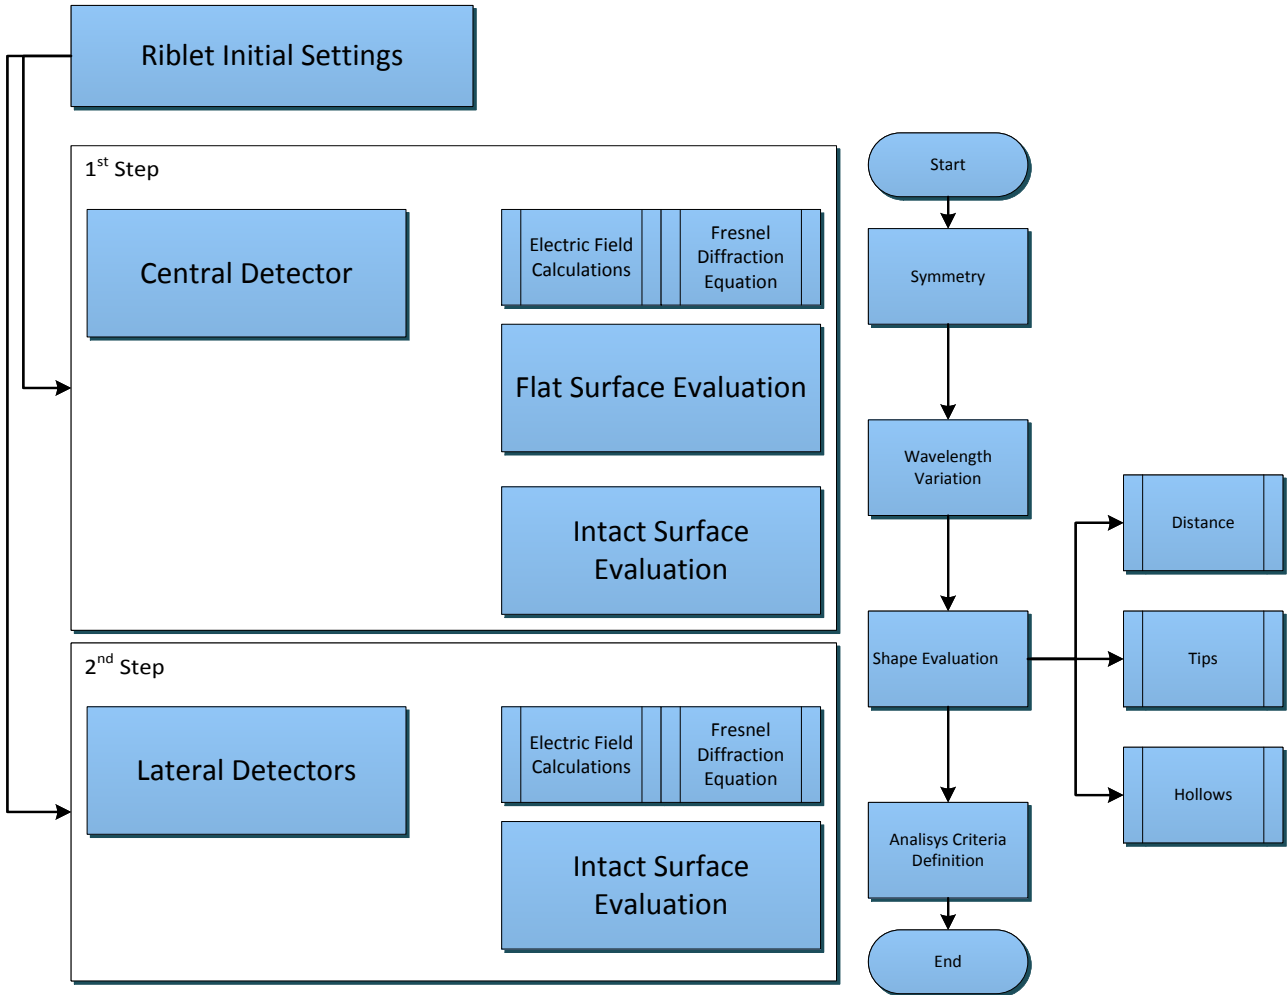 Riblet Initial Settings
1st Step
Central Detector
Electric Field
Calculations
Fresnel
Diffraction
Equation
Flat Surface Evaluation
Intact Surface
Evaluation
2nd Step
Lateral Detectors
Electric Field
Calculations
Fresnel
Diffraction
Equation
Intact Surface
Evaluation
Start
Symmetry
Wavelength
Variation
Shape Evaluation
Analisys Criteria
Definition
End
Distance
Tips
Hollows